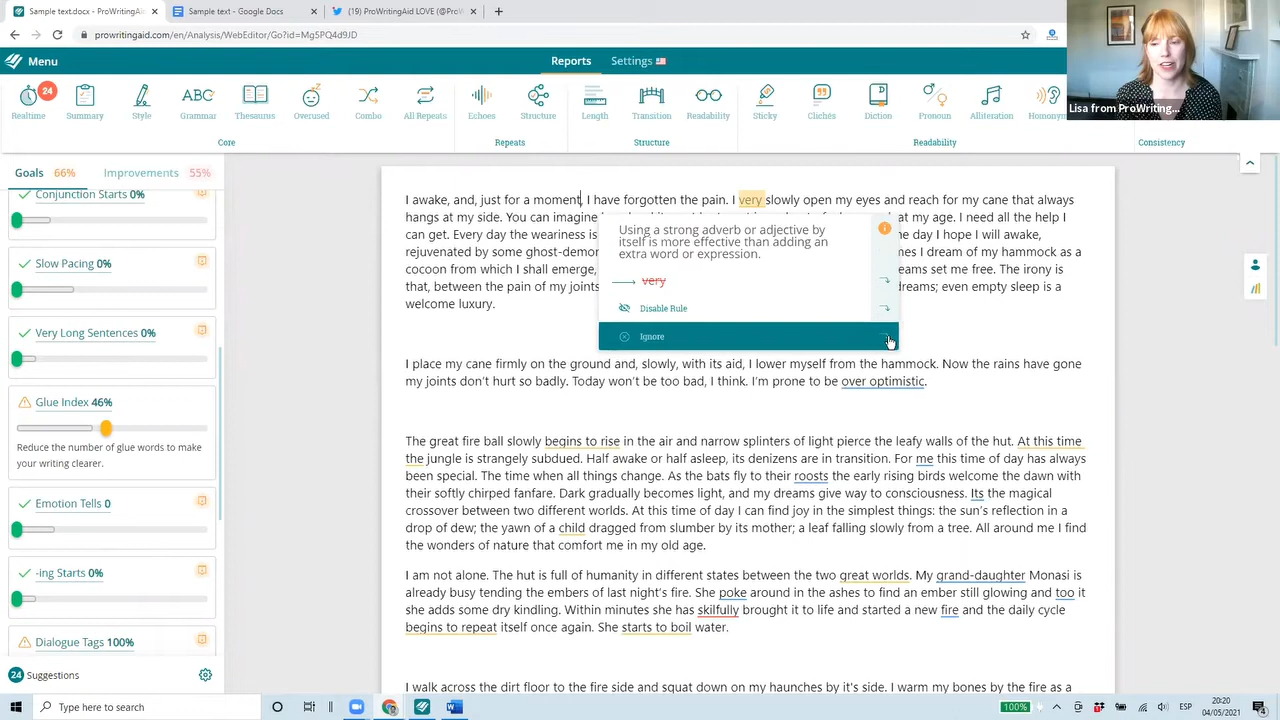 Sample text.docx - ProWritingAi
Sample text - Google Docs
(19) ProWritingAid LOVE (@ProW
prowritingaid.com/en/Analysis/WebEditor/Go?id=Mg5PQ4d9JD
Menu
Reports
Settings
Lisa from ProWriting...
24
Realtime
Summary
Style
ABC
Grammar
Thesaurus
Overused
Combo
All Repeats
Echoes
Structure
Length
Transition
Readability
Sticky
Clichés
Diction
Pronoun
Alliteration
Homonym
Core
Repeats
Structure
Readability
Consistency
Goals 66%
Improvements 55%
Conjunction Starts 0%
Slow Pacing 0%
Very Long Sentences 0%
Glue Index 46%
Reduce the number of glue words to make
your writing clearer.
Emotion Tells 0
-ing Starts 0%
Dialogue Tags 100%
24 Suggestions
I awake, and, just for a moment, I have forgotten the pain. I very slowly open my eyes and reach for my cane that always
hangs at my side. You can imagine at my age. I need all the help I
can get. Every day the weariness is the day I hope I will awake,
rejuvenated by some ghost-demo mes I dream of my hammock as a
cocoon from which I shall emerge, eams set me free. The irony is
that, between the pain of my joints dreams; even empty sleep is a
welcome luxury.
Using a strong adverb or adjective by
itself is more effective than adding an
extra word or expression.
very
Disable Rule
Ignore
I place my cane firmly on the ground and, slowly, with its aid, I lower myself from the hammock. Now the rains have gone
my joints don't hurt so badly. Today won't be too bad, I think. I'm prone to be over optimistic.
The great fire ball slowly begins to rise in the air and narrow splinters of light pierce the leafy walls of the hut. At this time
the jungle is strangely subdued. Half awake or half asleep, its denizens are in transition. For me this time of day has always
been special. The time when all things change. As the bats fly to their roosts the early rising birds welcome the dawn with
their softly chirped fanfare. Dark gradually becomes light, and my dreams give way to consciousness. Its the magical
crossover between two different worlds. At this time of day I can find joy in the simplest things: the sun's reflection in a
drop of dew; the yawn of a child dragged from slumber by its mother; a leaf falling slowly from a tree. All around me I find
the wonders of nature that comfort me in my old age.
I am not alone. The hut is full of humanity in different states between the two great worlds. My grand-daughter Monasi is
already busy tending the embers of last night's fire. She poke around in the ashes to find an ember still glowing and too it
she adds some dry kindling. Within minutes she has skilfully brought it to life and started a new fire and the daily cycle
begins to repeat itself once again. She starts to boil water.
I walk across the dirt floor to the fire side and squat down on my haunches by it's side. I warm my bones by the fire as a
Type here to search
100%
ESP
20:20
04/05/2021
4